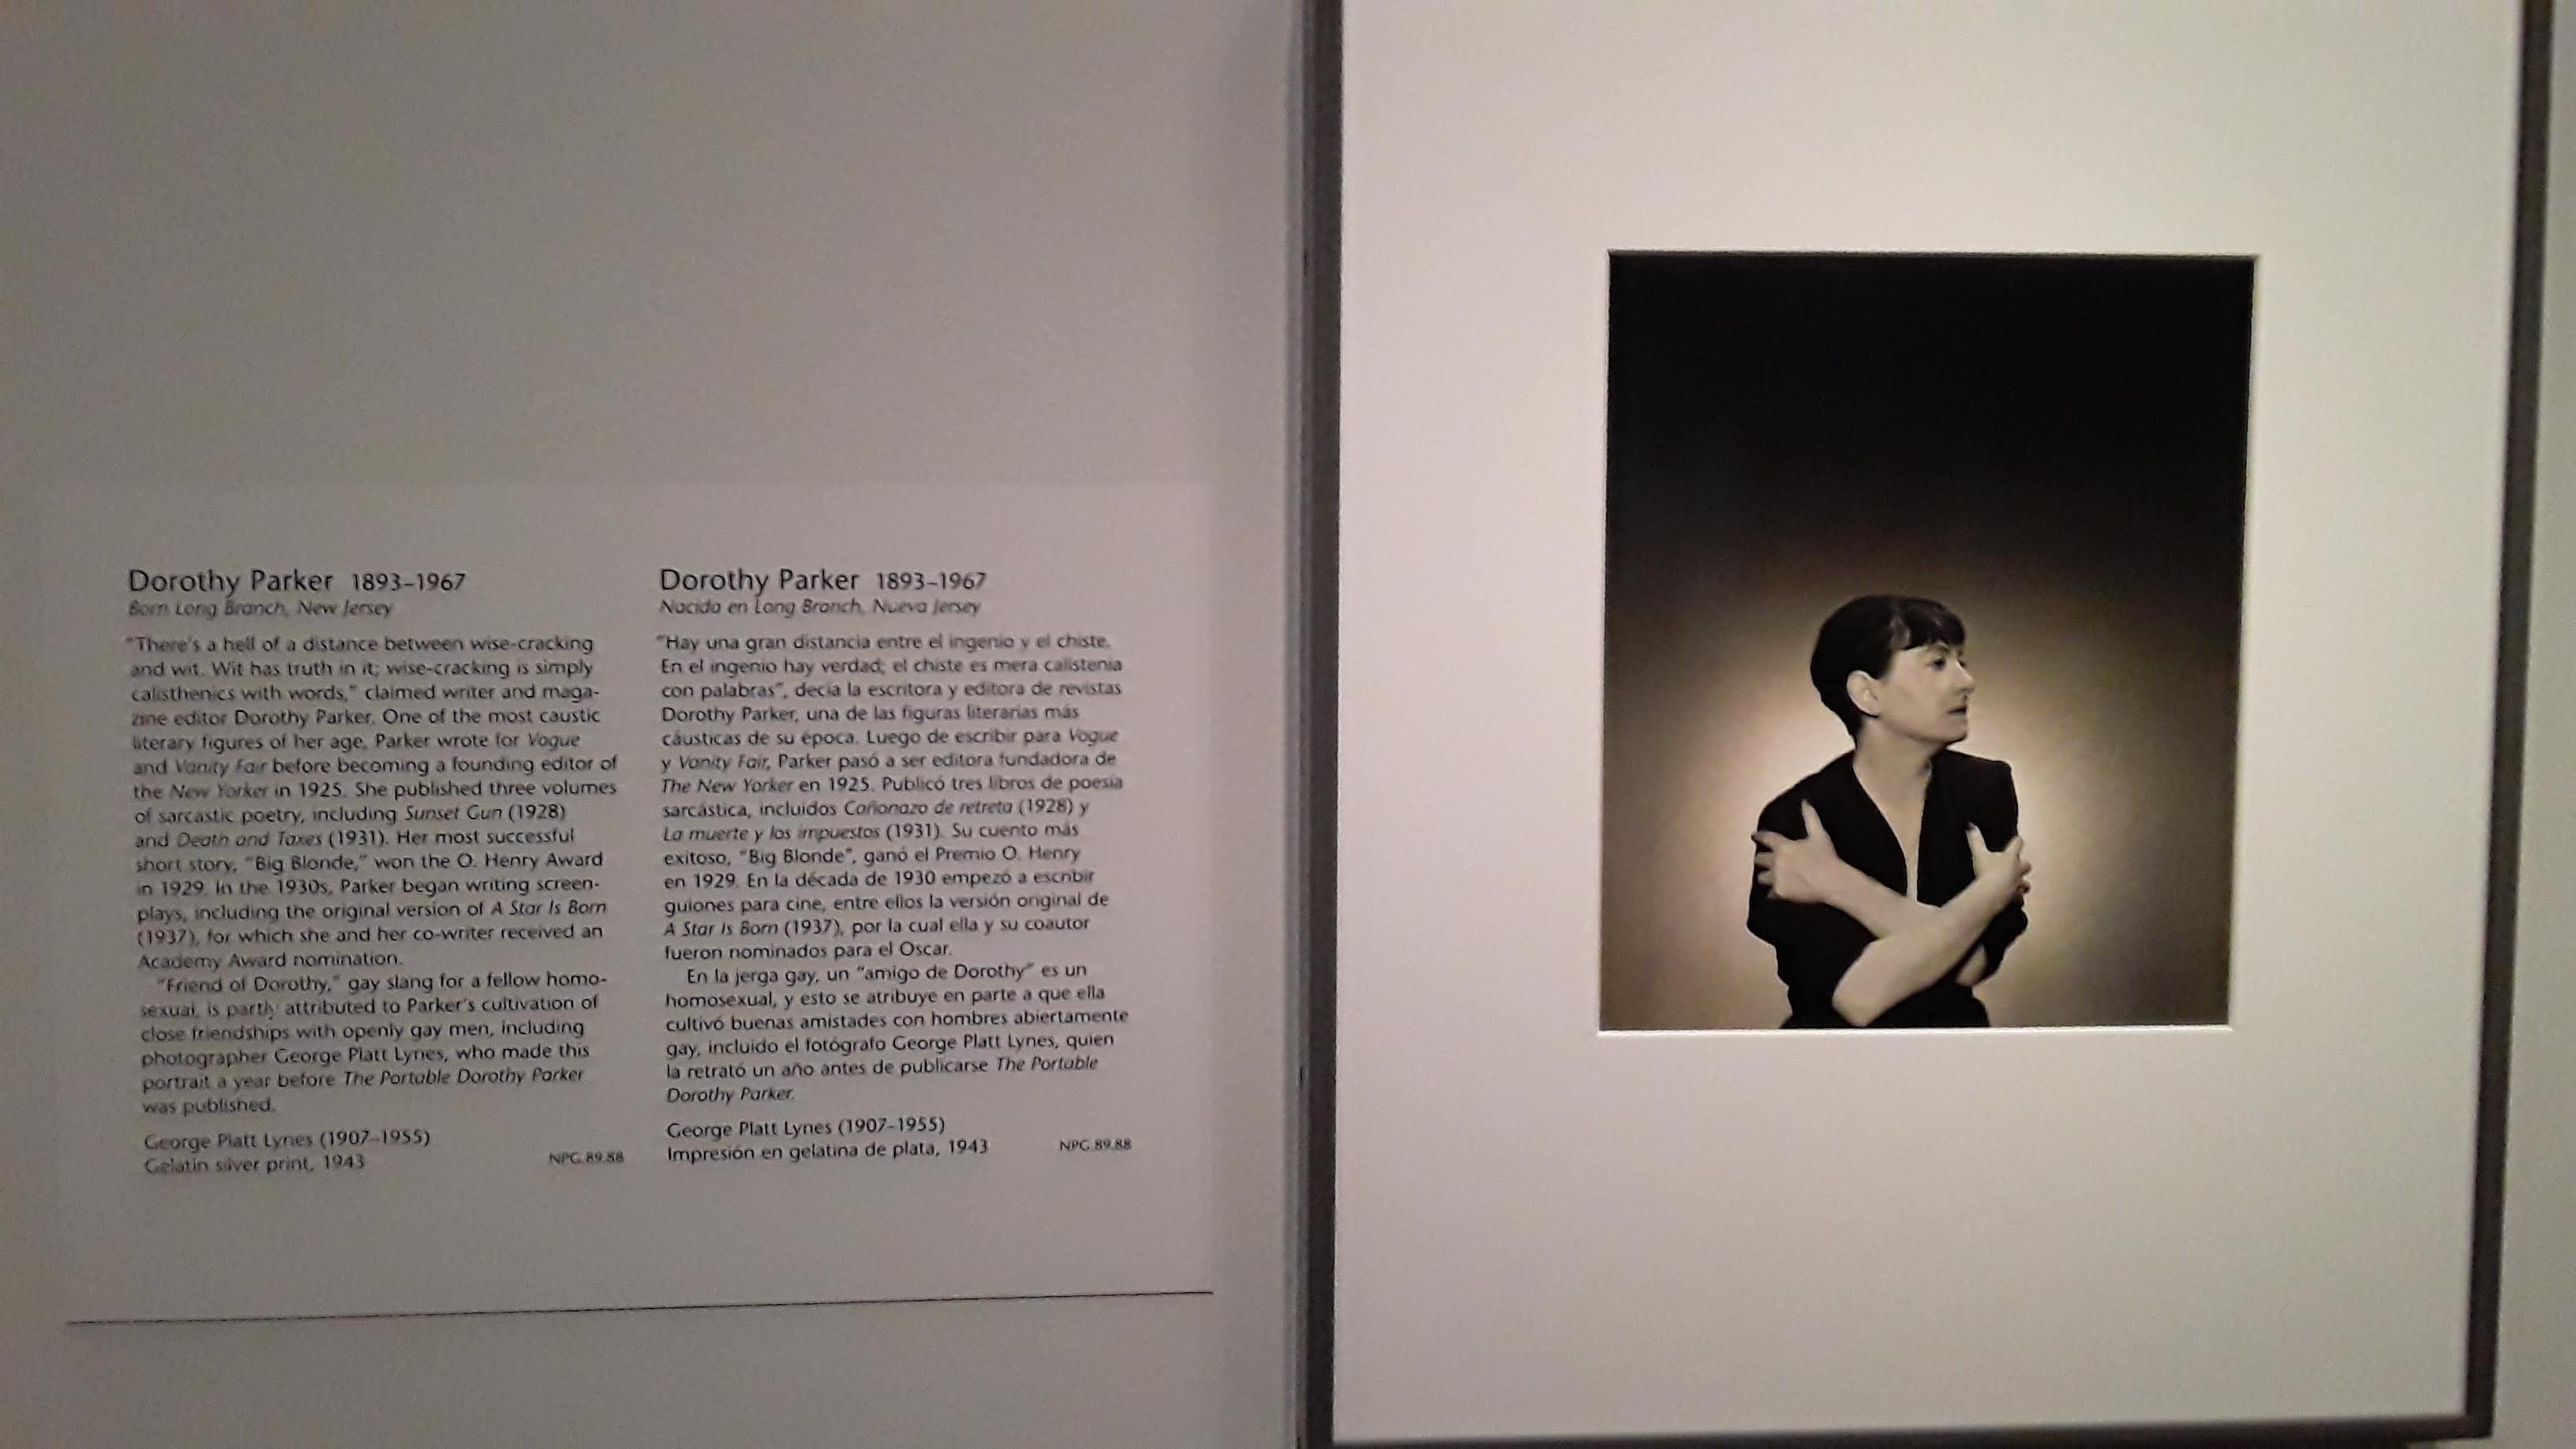 Dorothy Parker 1893–1967
Born Long Branch, New Jersey
"There's a hell of a distance between wise-cracking
and wit. Wit has truth in it; wise-cracking is simply
calisthenics with words," claimed writer and maga-
zine editor Dorothy Parker. One of the most caustic
literary figures of her age, Parker wrote for Vogue
and Vanity Fair before becoming a founding editor of
the New Yorker in 1925. She published three volumes
of sarcastic poetry, including Sunset Gun (1928)
and Death and Taxes (1931). Her most successful
short story, "Big Blonde," won the O. Henry Award
in 1929. In the 1930s, Parker began writing screen-
plays, including the original version of A Star Is Born
(1937), for which she and her co-writer received an
Academy Award nomination.
"Friend of Dorothy," gay slang for a fellow homo-
sexual, is partly attributed to Parker's cultivation of
close friendships with openly gay men, including
photographer George Platt Lynes, who made this
portrait a year before The Portable Dorothy Parker
was published.
George Platt Lynes (1907–1955)
Gelatin silver print, 1943
NPG.89.88
Dorothy Parker 1893–1967
Nacida en Long Branch, Nueva Jersey
"Hay una gran distancia entre el ingenio y el chiste.
En el ingenio hay verdad; el chiste es mera calistenia
con palabras", decía la escritora y editora de revistas
Dorothy Parker, una de las figuras literarias más
cáusticas de su época. Luego de escribir para Vogue
y Vanity Fair, Parker pasó a ser editora fundadora de
The New Yorker en 1925. Publicó tres libros de poesía
sarcástica, incluidos Cañonazo de retreta (1928) y
La muerte y los impuestos (1931). Su cuento más
exitoso, "Big Blonde", ganó el Premio O. Henry
en 1929. En la década de 1930 empezó a escribir
guiones para cine, entre ellos la versión original de
A Star Is Born (1937), por la cual ella y su coautor
fueron nominados para el Oscar.
En la jerga gay, un "amigo de Dorothy" es un
homosexual, y esto se atribuye en parte a que ella
cultivó buenas amistades con hombres abiertamente
gay, incluido el fotógrafo George Platt Lynes, quien
la retrató un año antes de publicarse The Portable
Dorothy Parker.
George Platt Lynes (1907–1955)
Impresión en gelatina de plata, 1943
NPG.89.88